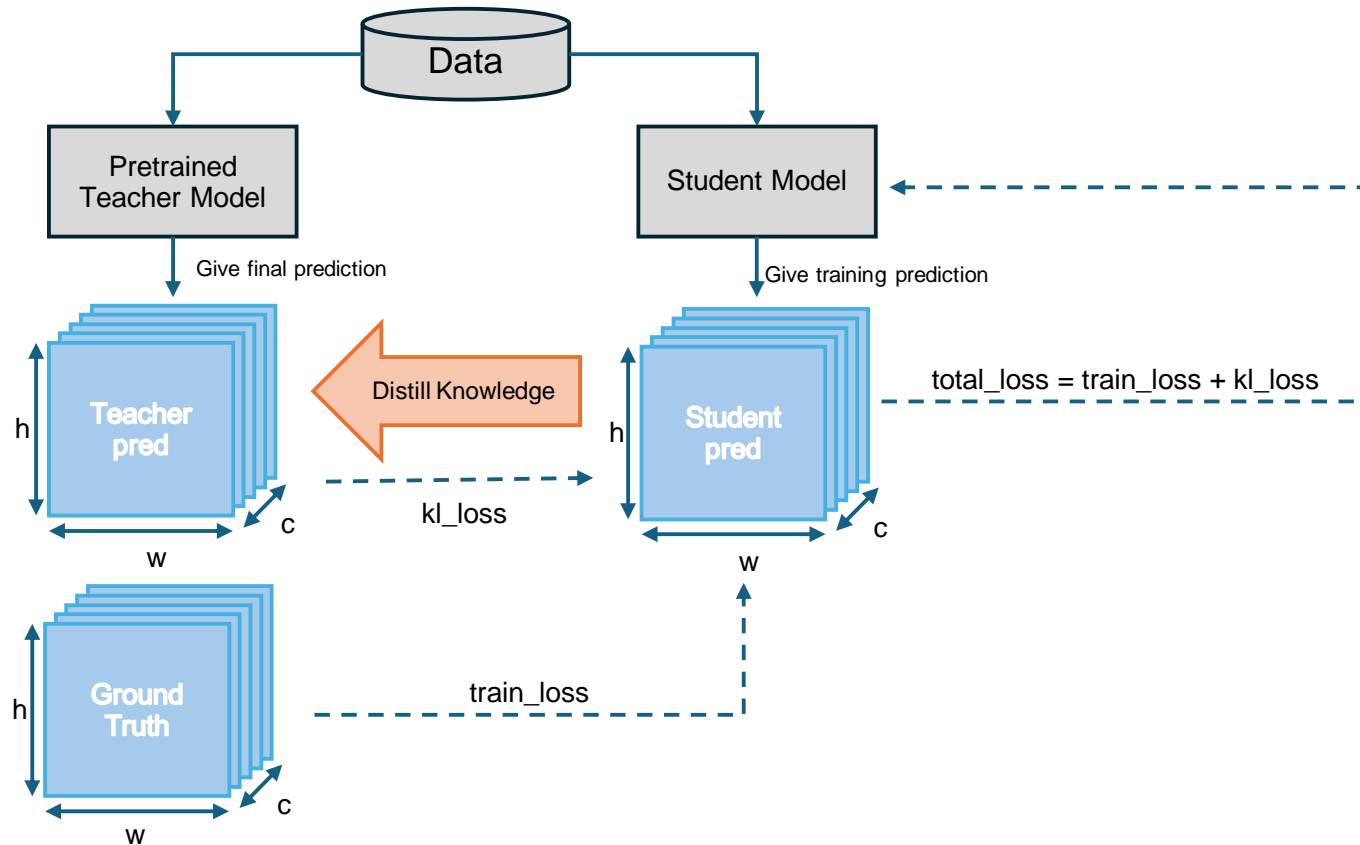 Data
Pretrained
Teacher Model
Student Model
Give final prediction
Give training prediction
h
Teacher
pred
c
w
Distill Knowledge
kl_loss
h
Student
pred
c
w
total_loss = train_loss + kl_loss
h
Ground
Truth
c
w
train_loss